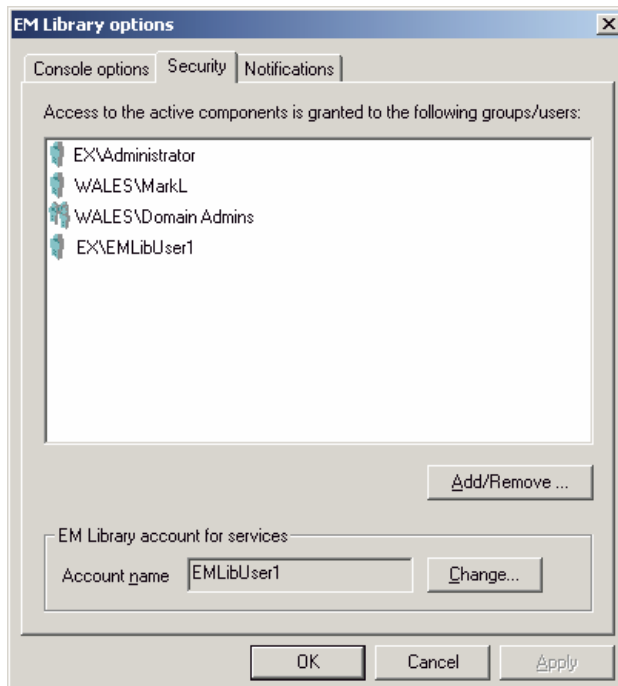 EM Library options
Console options Security Notifications
Access to the active components is granted to the following groups/users:
EX\Administrator
WALES\MarkL
WALES\Domain Admins
EX\EMLibUser1
Add/Remove ...
EM Library account for services
Account name EMLibUser1 Change...
OK Cancel Apply